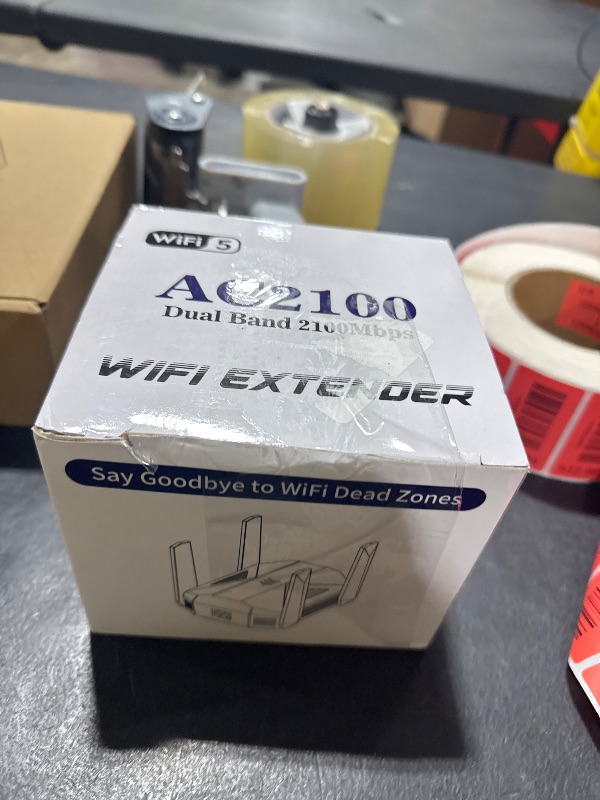 WiFi 5
AC2100
Dual Band 2100Mbps
WIFI EXTENDER
Say Goodbye to WiFi Dead Zones